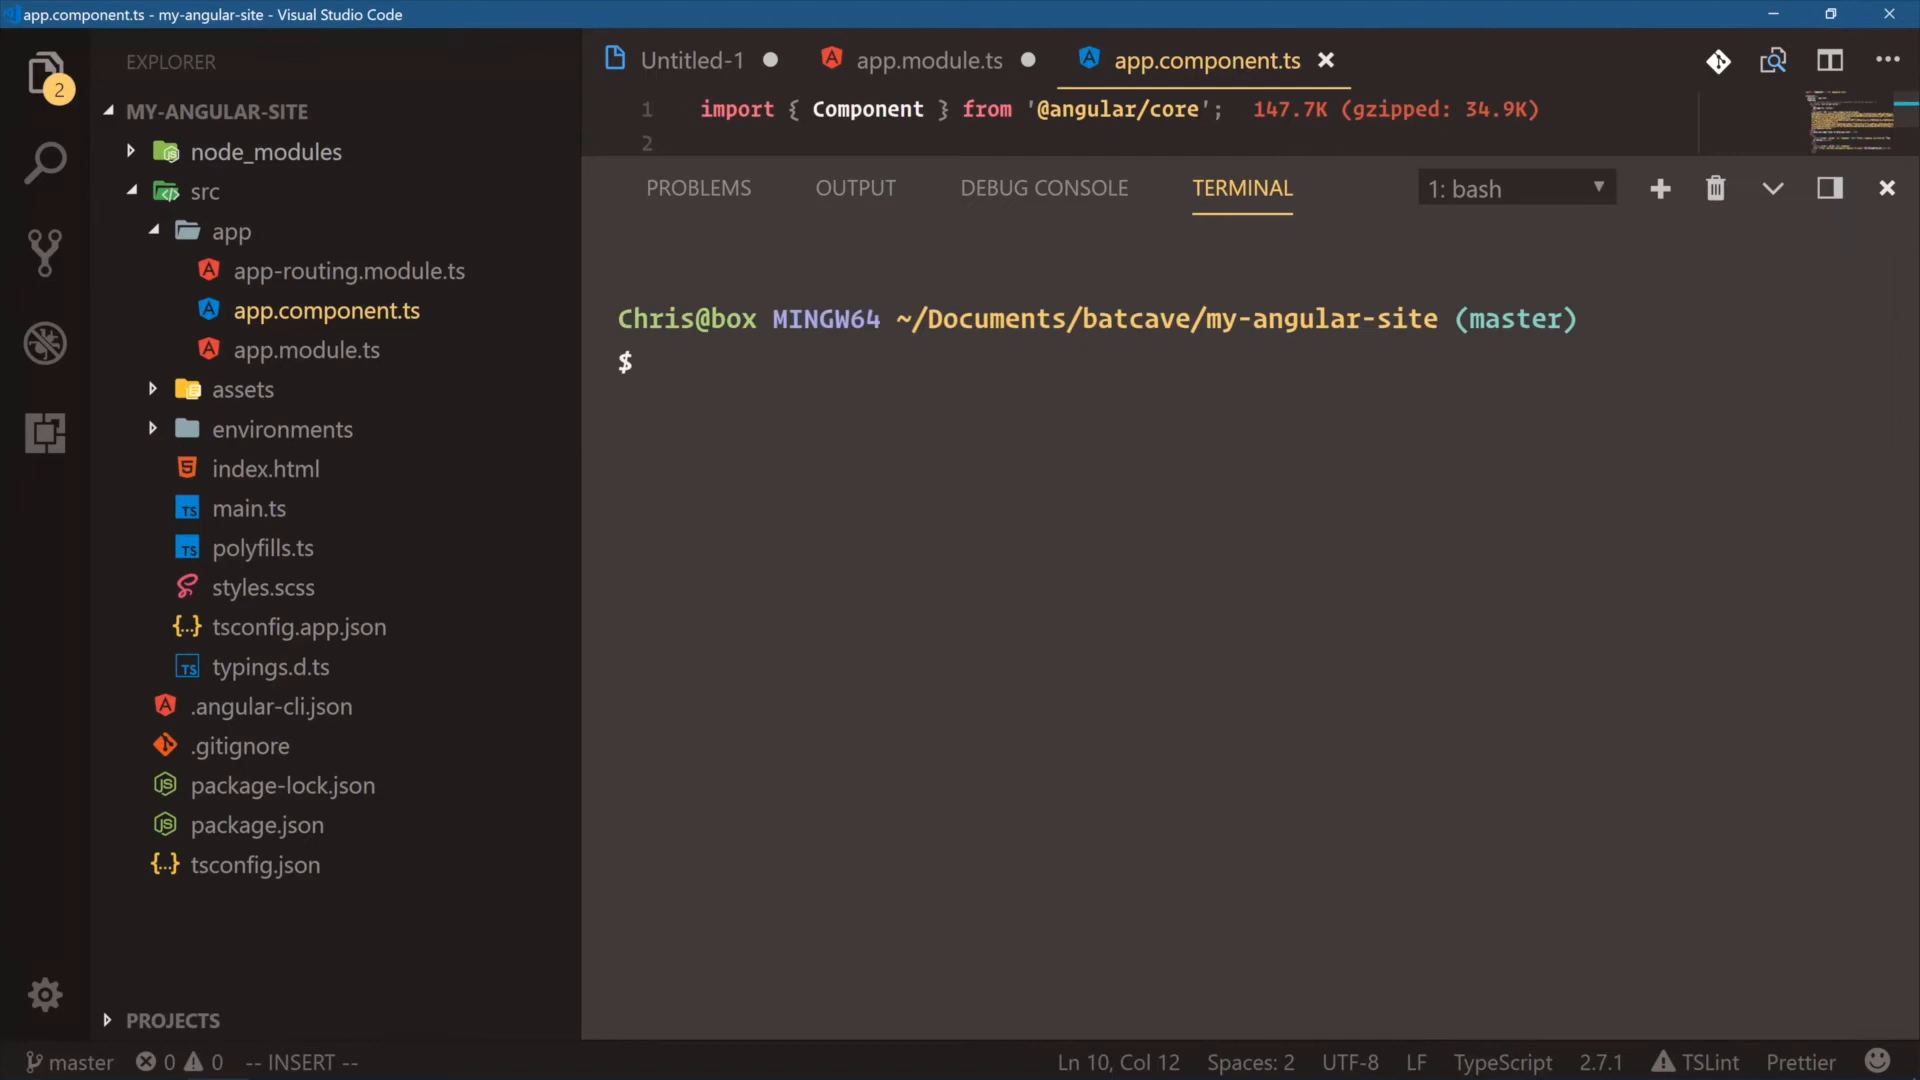 app.component.ts - my-angular-site - Visual Studio Code
2
EXPLORER
MY-ANGULAR-SITE
node_modules
src
app
app-routing.module.ts
app.component.ts
app.module.ts
assets
environments
index.html
main.ts
polyfills.ts
styles.scss
tsconfig.app.json
typings.d.ts
.angular-cli.json
.gitignore
package-lock.json
package.json
tsconfig.json
PROJECTS
Untitled-1
app.module.ts
app.component.ts
1 import { Component } from '@angular/core'; 147.7K (gzipped: 34.9K)
2
PROBLEMS OUTPUT DEBUG CONSOLE TERMINAL
1: bash
Chris@box MINGW64 ~/Documents/batcave/my-angular-site (master)
$
master 0 0 -- INSERT -- Ln 10, Col 12 Spaces: 2 UTF-8 LF TypeScript 2.7.1 TSLint Prettier